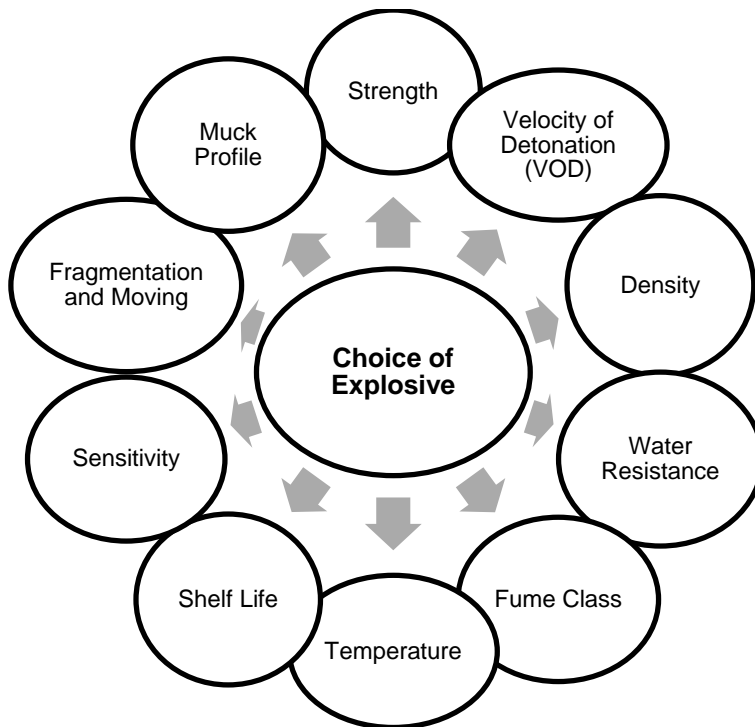 Strength
Velocity of
Detonation
(VOD)
Density
Water
Resistance
Fume Class
Temperature
Shelf Life
Sensitivity
Fragmentation
and Moving
Muck
Profile
Choice of
Explosive